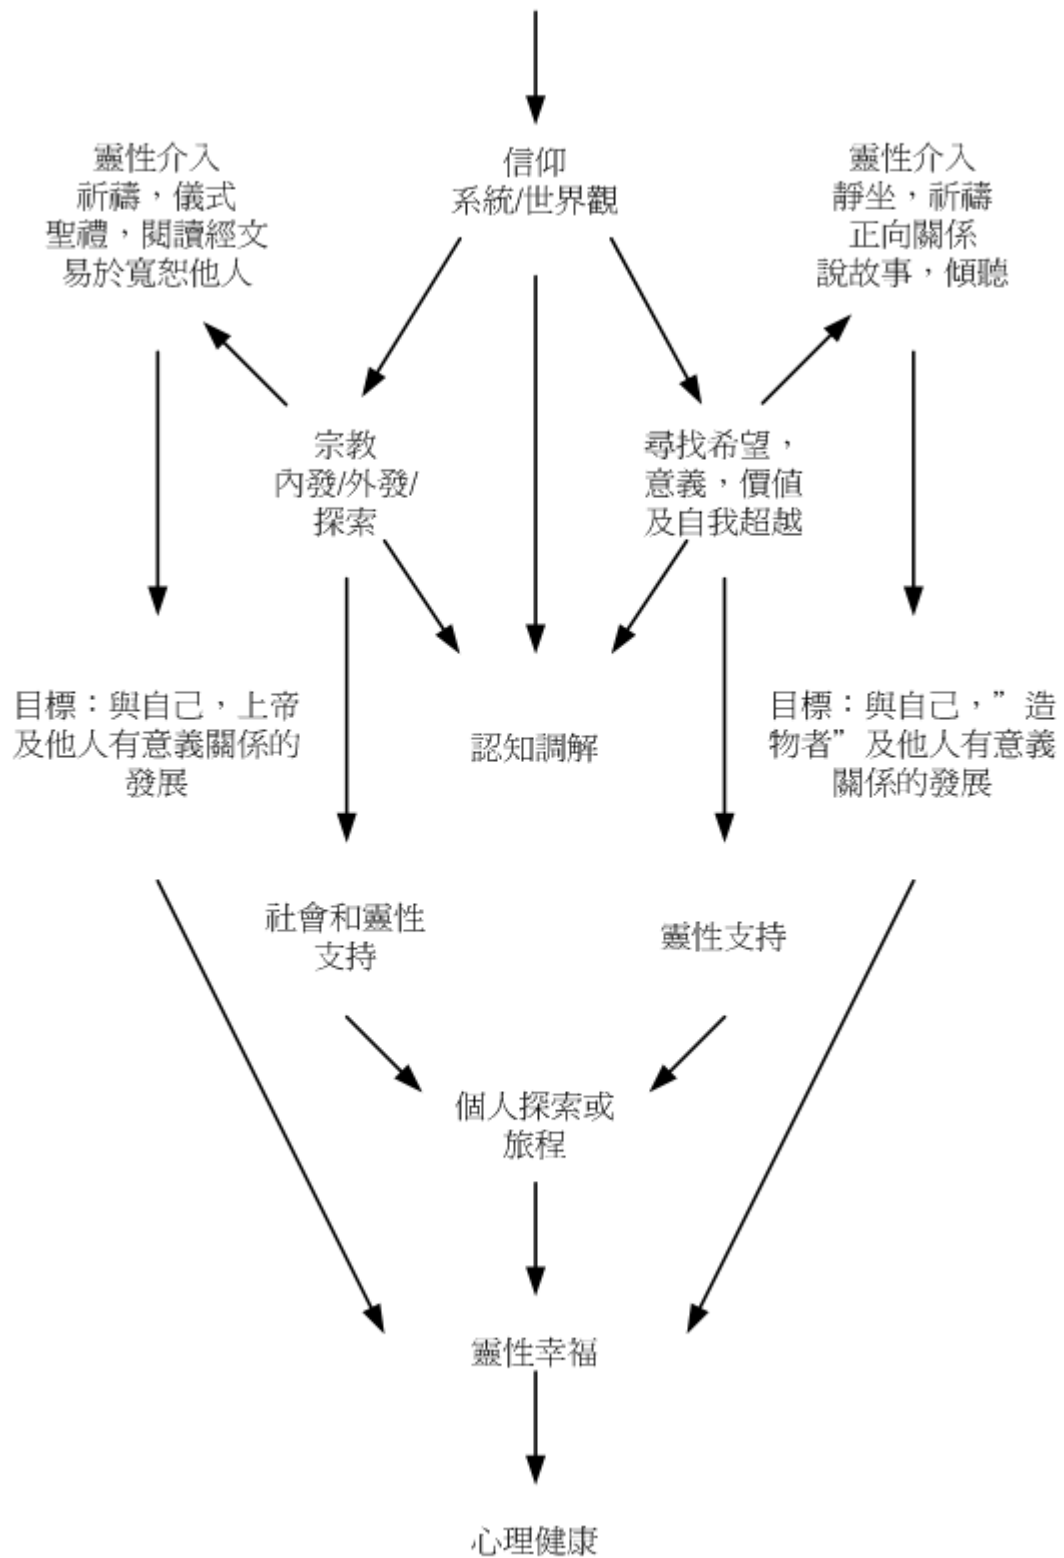 靈性介入
祈禱，儀式
聖禮，閱讀經文
易於寬恕他人
信仰
系統/世界觀
靈性介入
靜坐，祈禱
正向關係
說故事，傾聽
宗教
內發/外發/
探索
尋找希望，
意義，價值
及自我超越
目標：與自己，上帝
及他人有意義關係的
發展
認知調解
目標：與自己，”造
物者”及他人有意義
關係的發展
社會和靈性
支持
靈性支持
個人探索或
旅程
靈性幸福
心理健康